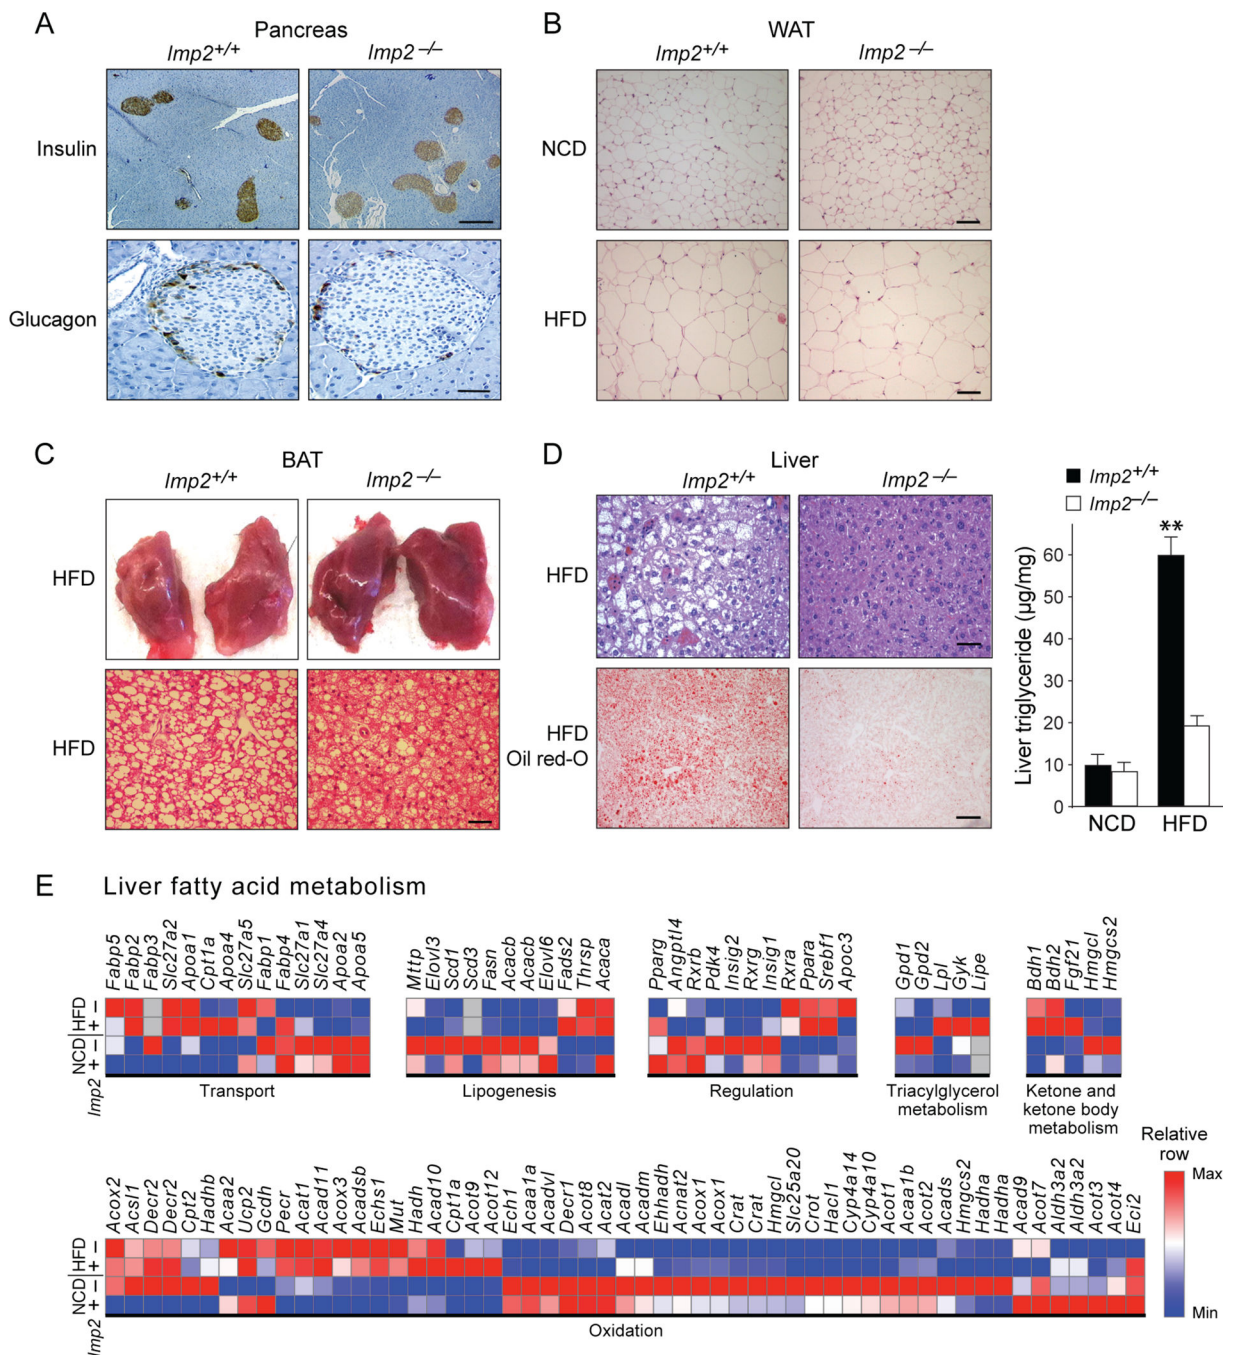 A
Pancreas
Imp2+/+
Imp2 –/–
Insulin
Glucagon
B
WAT
Imp2+/+
Imp2 –/–
NCD
HFD
C
BAT
Imp2+/+
Imp2 –/–
HFD
HFD
D
Liver
Imp2+/+
Imp2 –/–
HFD
HFD
Oil red-O
Imp2+/+
Imp2–/–
Liver triglyceride (μg/mg)
**
60
60
40
30
20
10
0
NCD
HFD
E Liver fatty acid metabolism
Fabp5 Fabp2 Fabp3 Slc27a2 Apoa1 Cpt1a Apoa4 Slc27a5 Fabp1 Fabp4 Slc27a1 Slc27a4 Apoa2 Apoa5
Mttp Elovl3 Scd1 Scd3 Fasn Acacb Acacb Elovl6 Fads2 Thrsp Acaca
Pparg Angptl4 Rxrb Pdk4 Insig2 Rxrg Insig1 Rxra Ppara Srebf1 Apoc3
Gpd1 Gpd2 Lpl Gyk Lipe
Bdh1 Bdh2 Fgf21 Hmgcl Hmgcs2
HFD – +
NCD – +
Imp2
Transport
Lipogenesis
Regulation
Triacylglycerol
metabolism
Ketone and
ketone body
metabolism
Relative
row
Max
Min
Acox2 Acsl1 Decr2 Decr2 Cpt2 Hadhb Acaa2 Ucp2 Gcdh Pecr Acat1 Acad11 Acox3 Acadsb Echs1 Mut Hadh Acad10 Cpt1a Acot9 Acot12 Ech1 Acaa1a Acadvl Decr1 Acot8 Acat2 Acadl Acadm Ehhadh Acnat2 Acox1 Acox1 Crat Crat Hmgcl Slc25a20 Crot Hacl1 Cyp4a14 Cyp4a10 Acot1 Acaa1b Acot2 Acads Hmgcs2 Hadha Hadha Acad9 Acot7 Aldh3a2 Aldh3a2 Acot3 Acot4 Eci2
HFD – +
NCD – +
Imp2
Oxidation